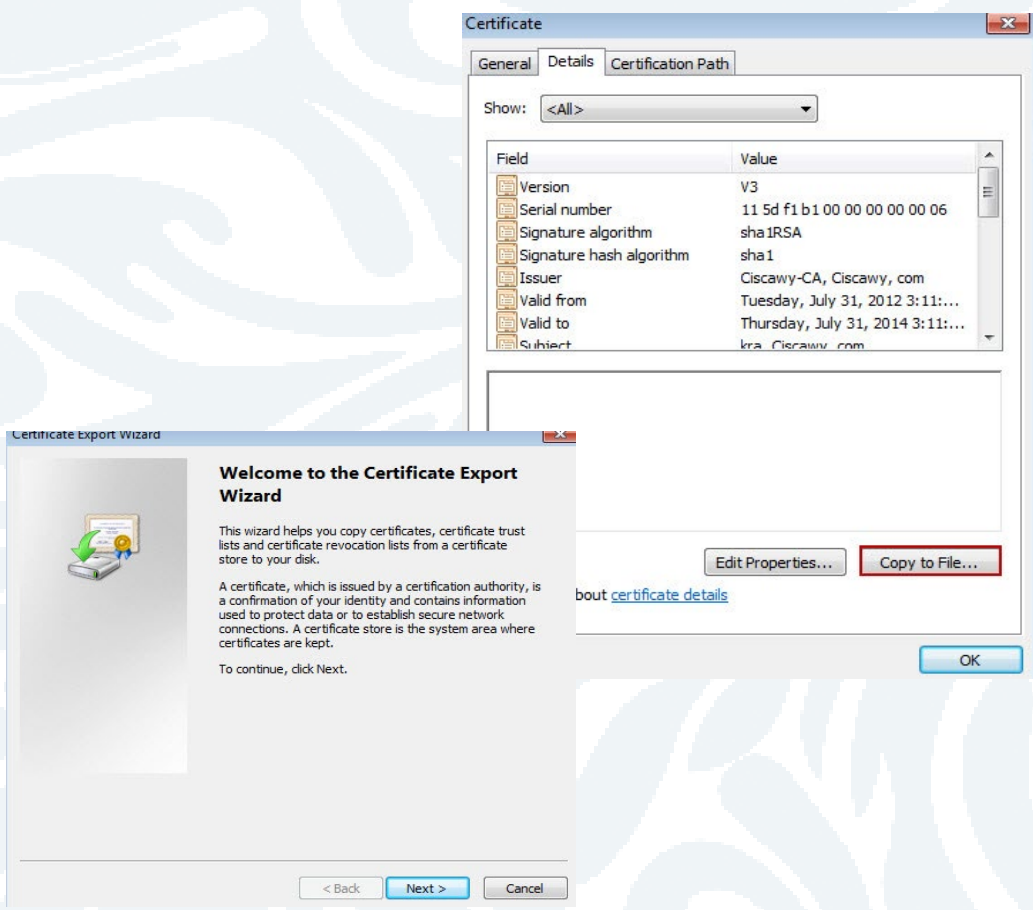 Certificate
General Details Certification Path
Show: <All>
Field Value
Version V3
Serial number 11 5d f1 b1 00 00 00 00 00 06
Signature algorithm sha1RSA
Signature hash algorithm sha1
Issuer Ciscawy-CA, Ciscawy, com
Valid from Tuesday, July 31, 2012 3:11:...
Valid to Thursday, July 31, 2014 3:11:...
Subject kra, Ciscawy, com
Edit Properties... Copy to File...
bout certificate details
OK
Certificate Export Wizard
Welcome to the Certificate Export
Wizard
This wizard helps you copy certificates, certificate trust
lists and certificate revocation lists from a certificate
store to your disk.
A certificate, which is issued by a certification authority, is
a confirmation of your identity and contains information
used to protect data or to establish secure network
connections. A certificate store is the system area where
certificates are kept.
To continue, click Next.
< Back Next > Cancel